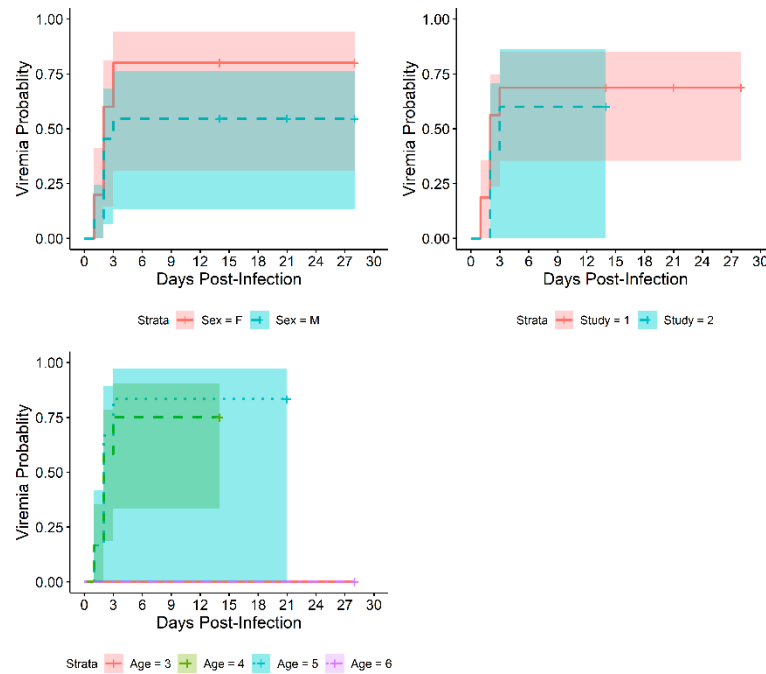 1.00
0.75
0.50
0.25
0.00
Viremia Probablity
0 3 6 9 12 15 18 21 24 27 30
Days Post-Infection
Strata Sex = F Sex = M
1.00
0.75
0.50
0.25
0.00
Viremia Probablity
0 3 6 9 12 15 18 21 24 27 30
Days Post-Infection
Strata Study = 1 Study = 2
1.00
0.75
0.50
0.25
0.00
Viremia Probablity
0 3 6 9 12 15 18 21 24 27 30
Days Post-Infection
Strata Age = 3 Age = 4 Age = 5 Age = 6